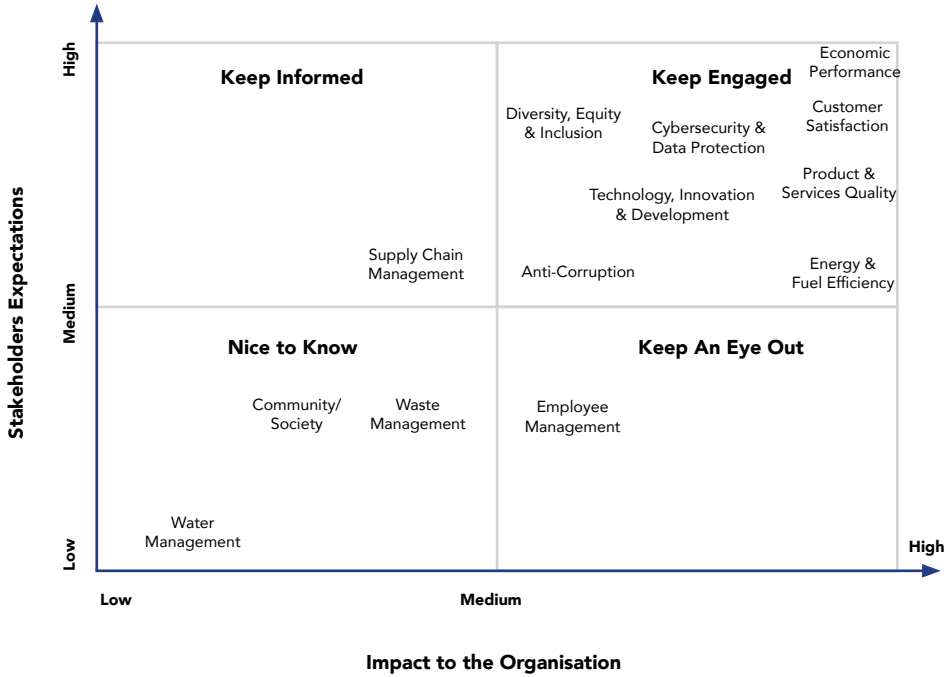 High
Keep Informed
Keep Engaged
Economic
Performance
Diversity, Equity
& Inclusion
Cybersecurity &
Data Protection
Customer
Satisfaction
Technology, Innovation
& Development
Product &
Services Quality
Supply Chain
Management
Anti-Corruption
Energy &
Fuel Efficiency
Stakeholders Expectations
Medium
Nice to Know
Keep An Eye Out
Community/
Society
Waste
Management
Employee
Management
Water
Management
Low
High
Low
Medium
Impact to the Organisation